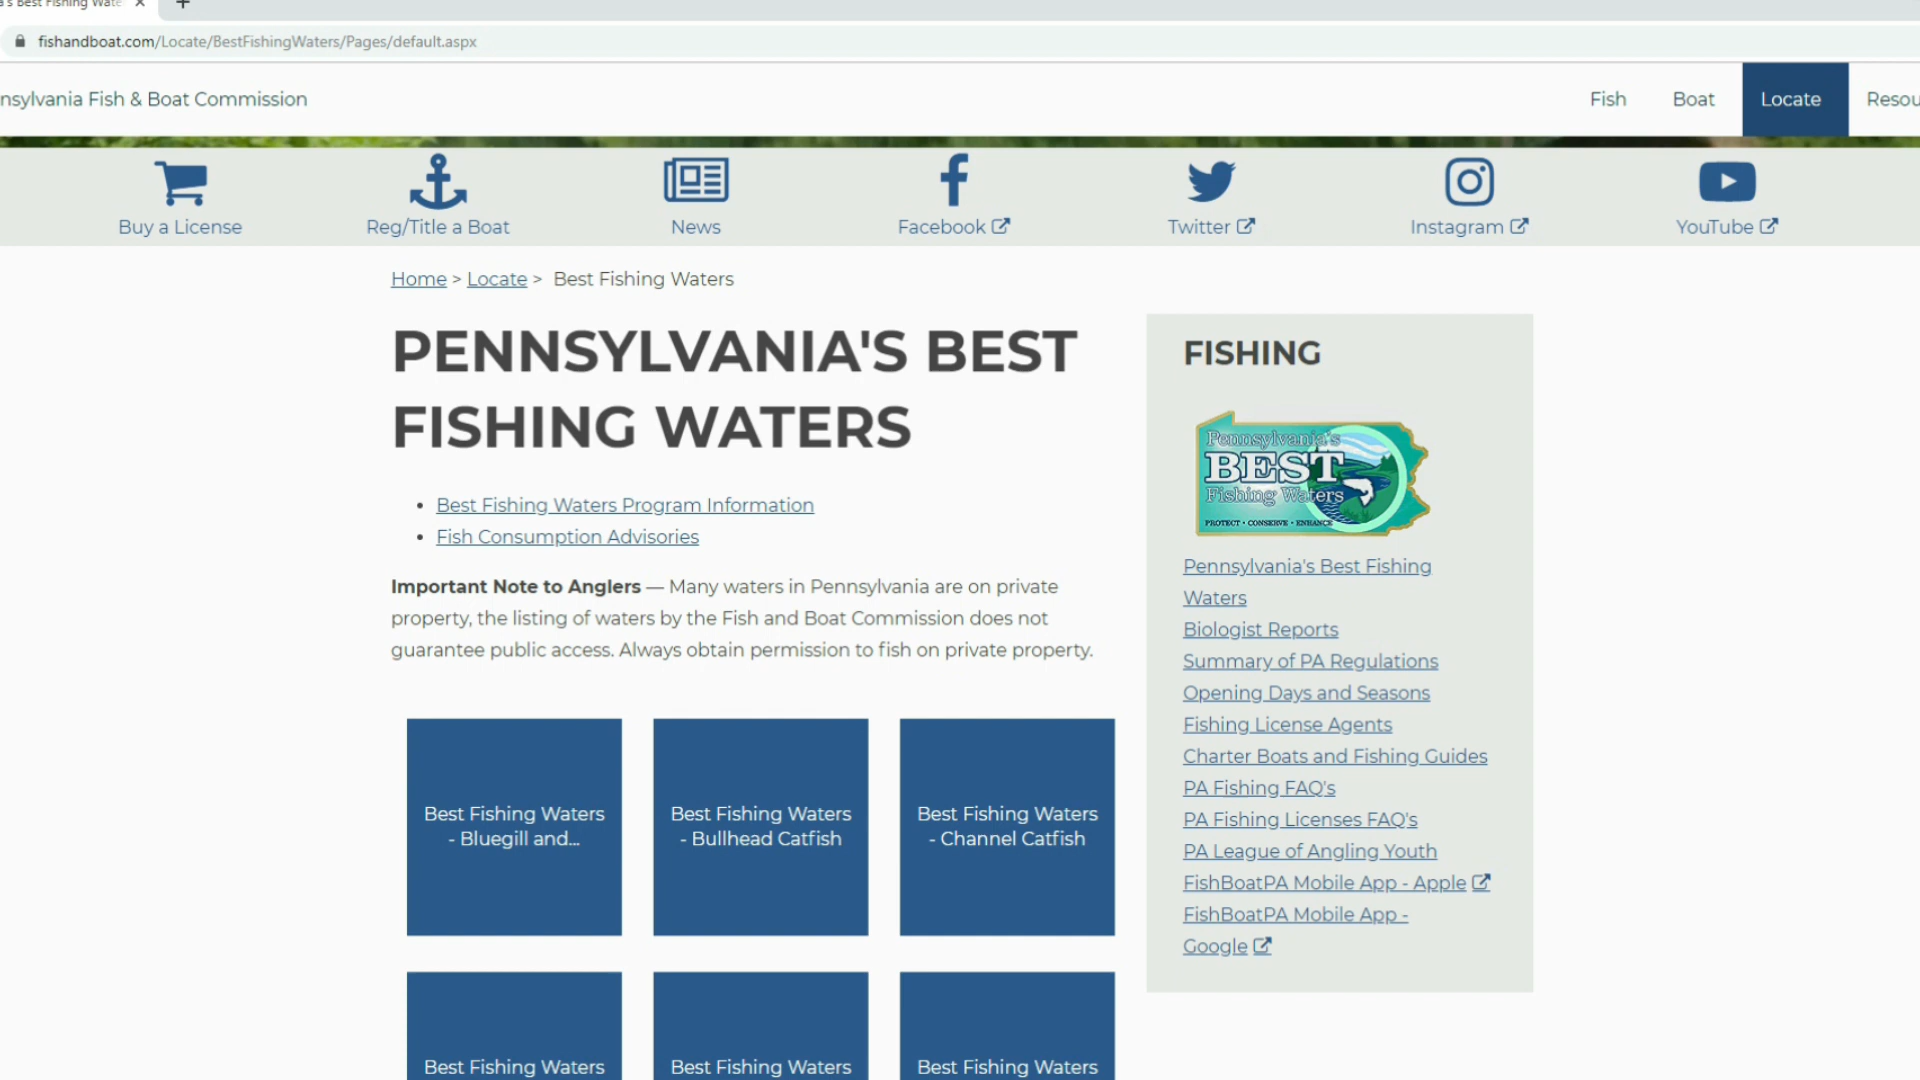 's Best Fishing Wate
fishandboat.com/Locate/BestFishingWaters/Pages/default.aspx
nsylvania Fish & Boat Commission
Fish
Boat
Locate
Resou
Buy a License
Reg/Title a Boat
News
Facebook
Twitter
Instagram
YouTube
Home > Locate > Best Fishing Waters
PENNSYLVANIA'S BEST
FISHING WATERS
• Best Fishing Waters Program Information
• Fish Consumption Advisories
Important Note to Anglers — Many waters in Pennsylvania are on private
property, the listing of waters by the Fish and Boat Commission does not
guarantee public access. Always obtain permission to fish on private property.
Best Fishing Waters
- Bluegill and...
Best Fishing Waters
- Bullhead Catfish
Best Fishing Waters
- Channel Catfish
Best Fishing Waters
Best Fishing Waters
Best Fishing Waters
FISHING
Pennsylvania's
BEST
Fishing Waters
PROTECT • CONSERVE • ENHANCE
Pennsylvania's Best Fishing
Waters
Biologist Reports
Summary of PA Regulations
Opening Days and Seasons
Fishing License Agents
Charter Boats and Fishing Guides
PA Fishing FAQ's
PA Fishing Licenses FAQ's
PA League of Angling Youth
FishBoatPA Mobile App - Apple
FishBoatPA Mobile App -
Google